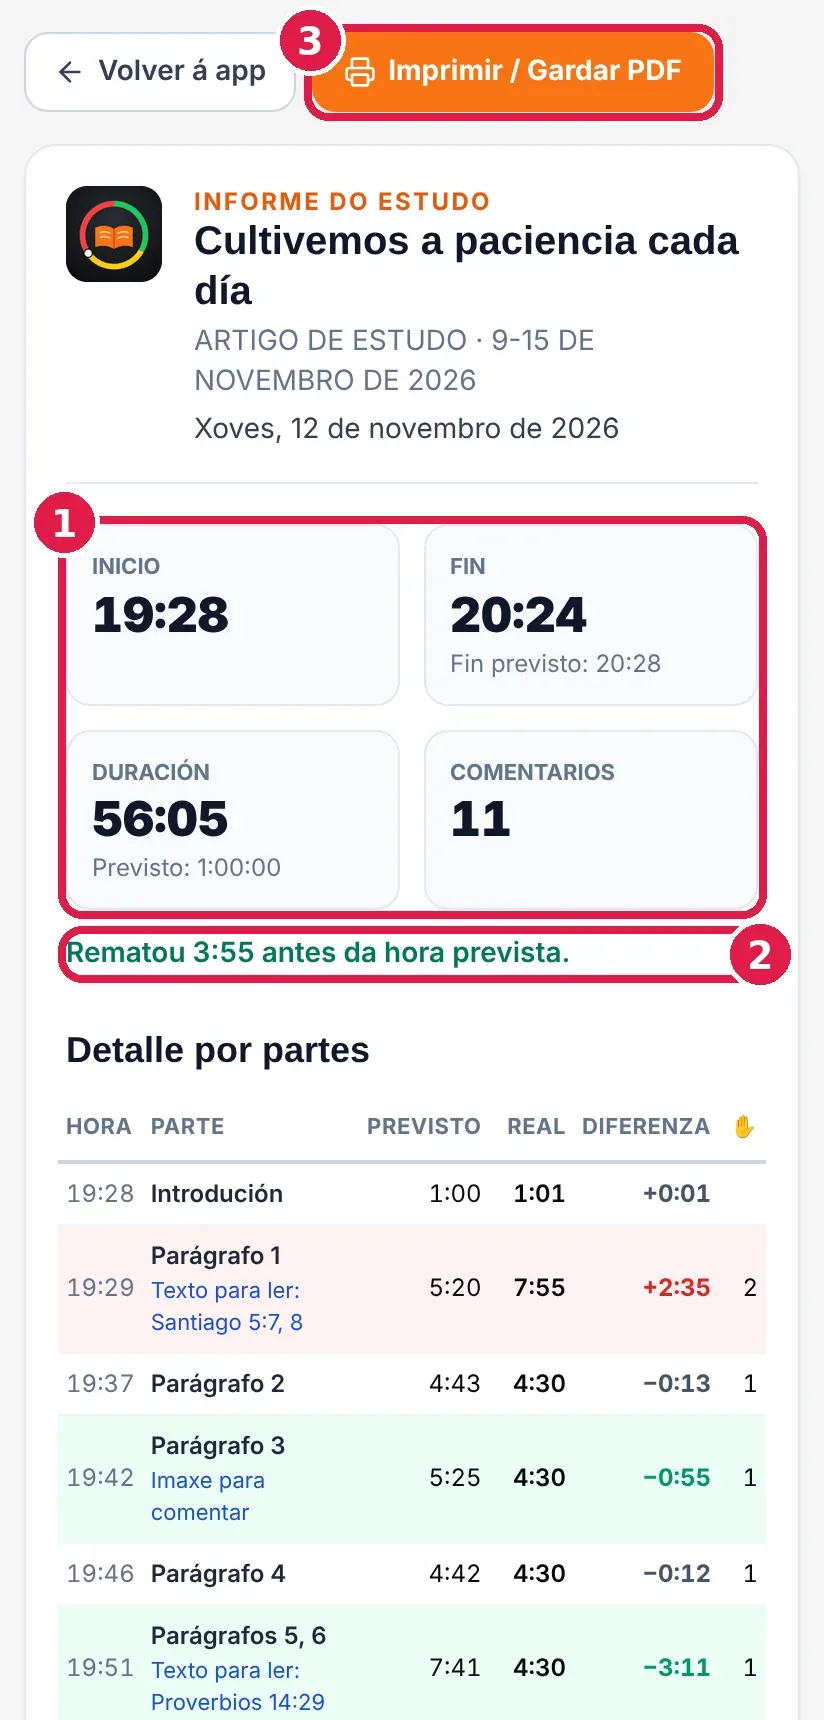 Volver á app
3
Imprimir / Gardar PDF
INFORME DO ESTUDO
Cultivemos a paciencia cada
día
ARTIGO DE ESTUDO · 9-15 DE
NOVEMBRO DE 2026
Xoves, 12 de novembro de 2026
1
INICIO
19:28
FIN
20:24
Fin previsto: 20:28
DURACIÓN
56:05
Previsto: 1:00:00
COMENTARIOS
11
Rematou 3:55 antes da hora prevista.
2
Detalle por partes
HORA PARTE PREVISTO REAL DIFERENZA ✋
19:28 Introdución 1:00 1:01 +0:01
19:29 Parágrafo 1 5:20 7:55 +2:35 2
Texto para ler:
Santiago 5:7, 8
19:37 Parágrafo 2 4:43 4:30 −0:13 1
19:42 Parágrafo 3 5:25 4:30 −0:55 1
Imaxe para
comentar
19:46 Parágrafo 4 4:42 4:30 −0:12 1
19:51 Parágrafos 5, 6 7:41 4:30 −3:11 1
Texto para ler:
Proverbios 14:29